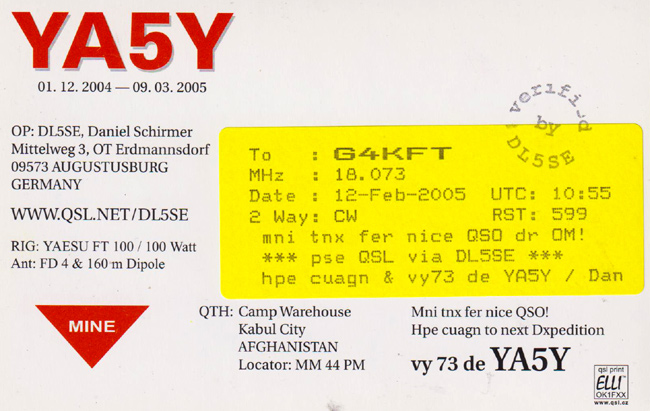 YA5Y
01. 12. 2004 — 09. 03. 2005
OP: DL5SE, Daniel Schirmer
Mittelweg 3, OT Erdmannsdorf
09573 AUGUSTUSBURG
GERMANY
WWW.QSL.NET/DL5SE
RIG: YAESU FT 100 / 100 Watt
Ant: FD 4 & 160 m Dipole
MINE
verified
by
DL5SE
To : G4KFT
MHz : 18.073
Date : 12-Feb-2005 UTC: 10:55
2 Way: CW RST: 599
mni tnx fer nice QSO dr OM!
*** pse QSL via DL5SE ***
hpe cuagn & vy73 de YA5Y / Dan
QTH: Camp Warehouse
Kabul City
AFGHANISTAN
Locator: MM 44 PM
Mni tnx fer nice QSO!
Hpe cuagn to next Dxpedition
vy 73 de YA5Y
qsl print
ELLI
OK1FXX
www.qsl.cz